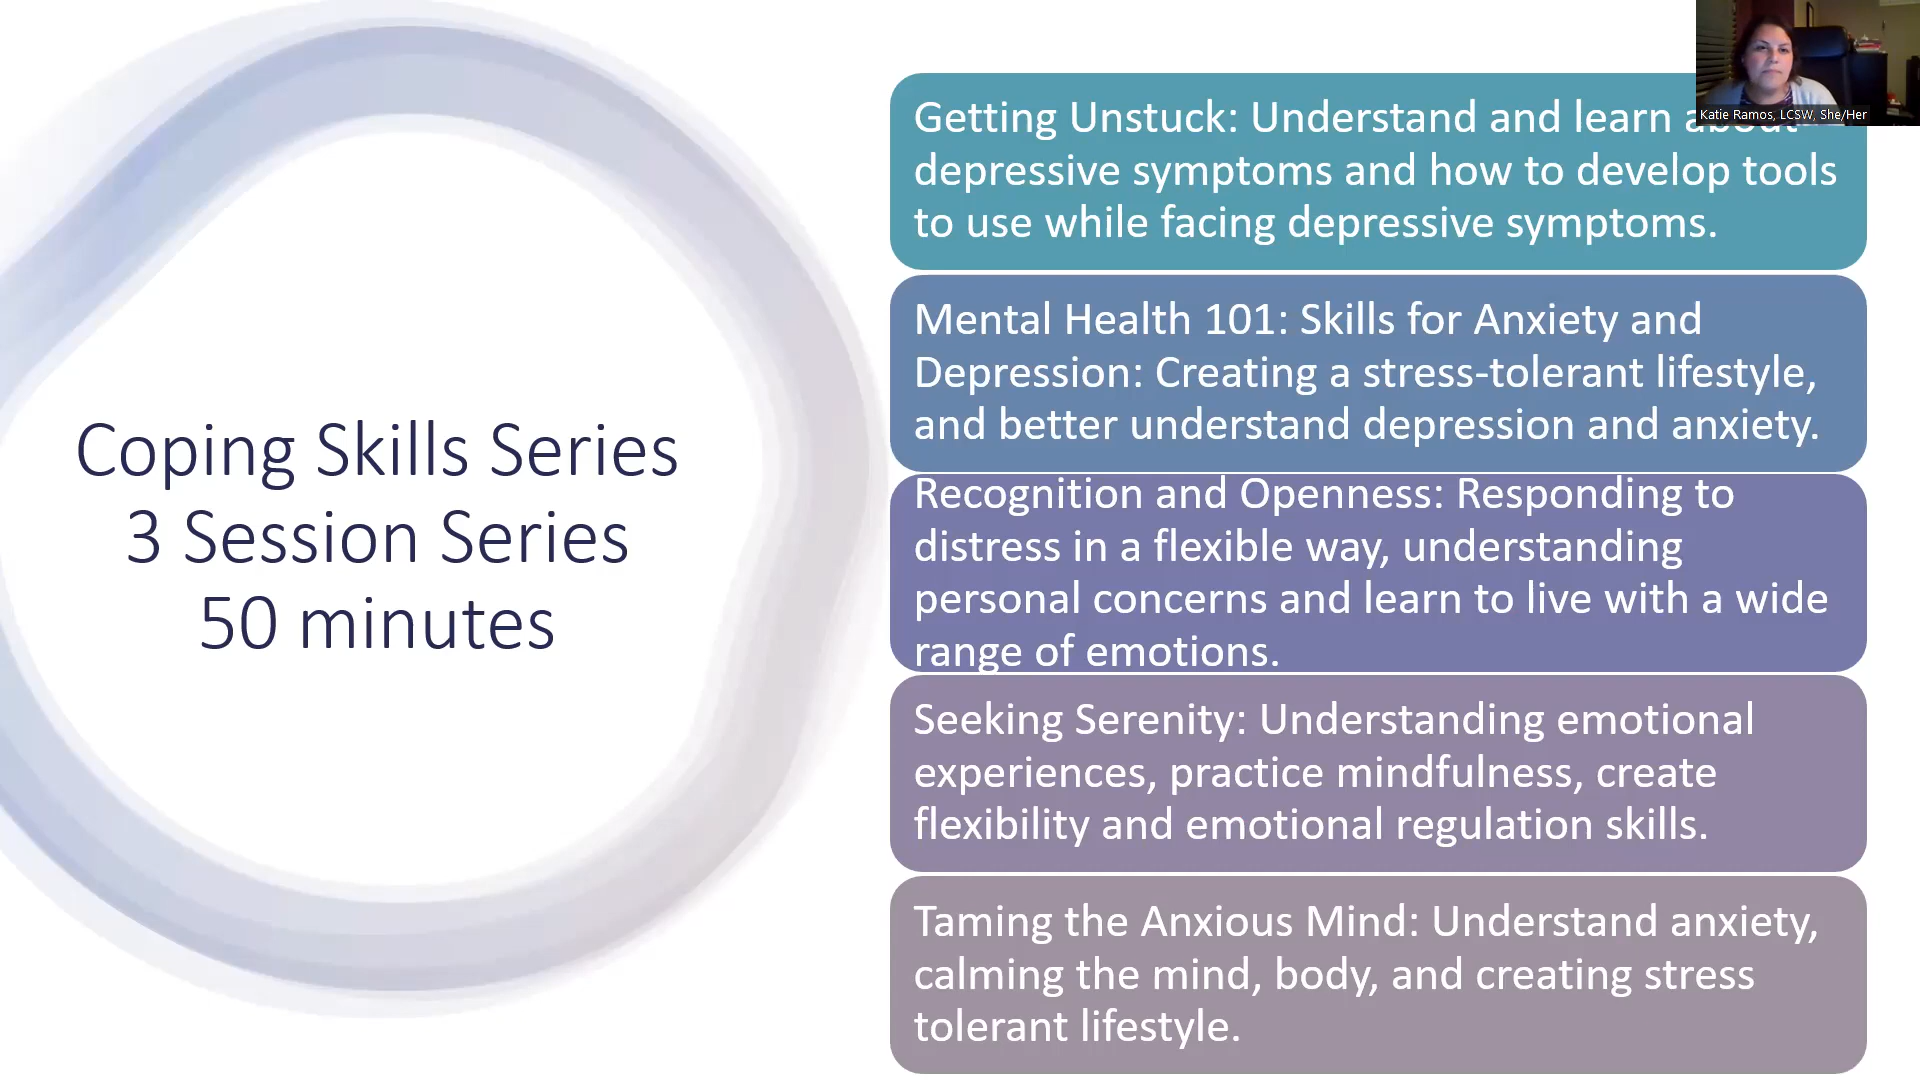 Coping Skills Series
3 Session Series
50 minutes
Getting Unstuck: Understand and learn about
depressive symptoms and how to develop tools
to use while facing depressive symptoms.
Mental Health 101: Skills for Anxiety and
Depression: Creating a stress-tolerant lifestyle,
and better understand depression and anxiety.
Recognition and Openness: Responding to
distress in a flexible way, understanding
personal concerns and learn to live with a wide
range of emotions.
Seeking Serenity: Understanding emotional
experiences, practice mindfulness, create
flexibility and emotional regulation skills.
Taming the Anxious Mind: Understand anxiety,
calming the mind, body, and creating stress
tolerant lifestyle.
Katie Ramos, LCSW, She/Her